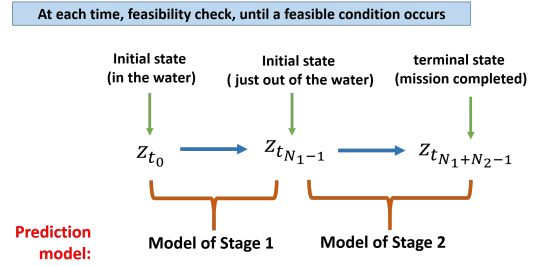 At each time, feasibility check, until a feasible condition occurs
Initial state
(in the water)
Initial state
( just out of the water)
terminal state
(mission completed)
z_{t_0}
z_{t_{N_1-1}}
z_{t_{N_1+N_2-1}}
Prediction
model:
Model of Stage 1
Model of Stage 2